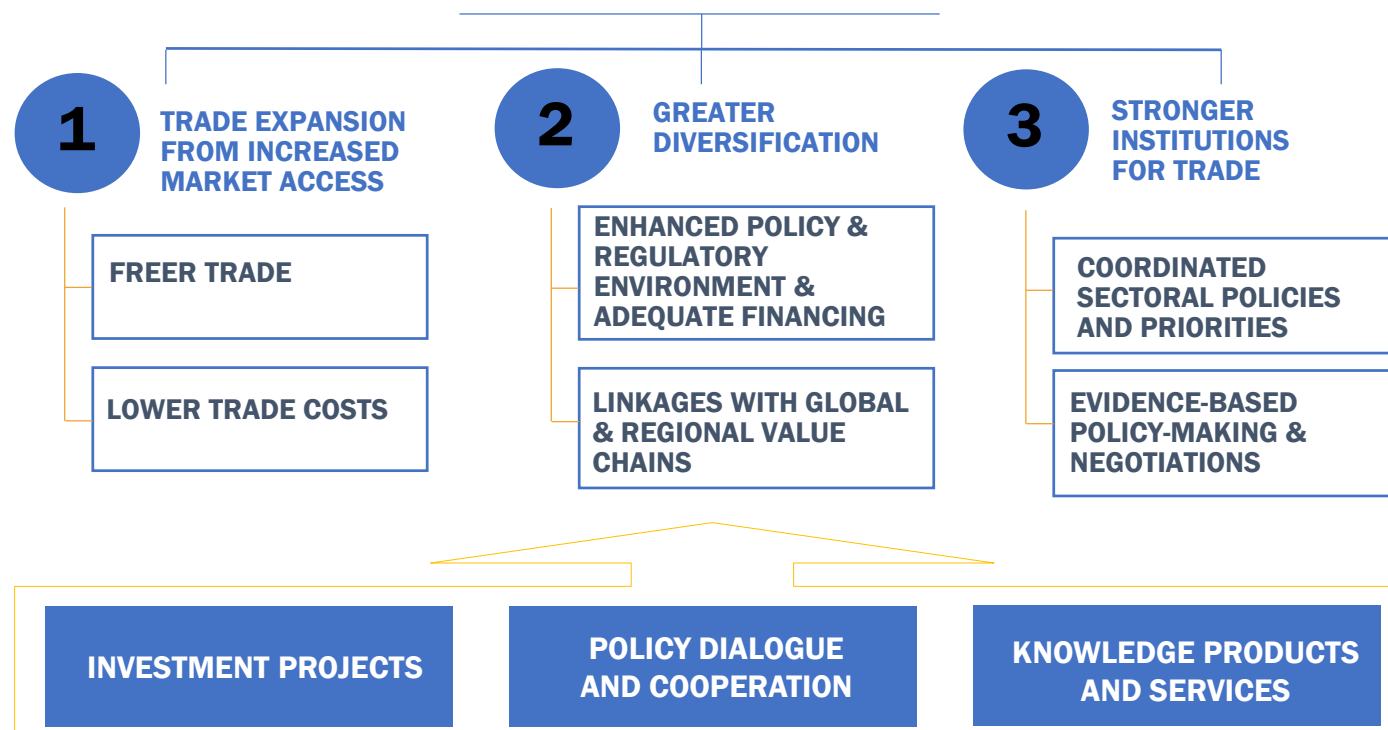 1
TRADE EXPANSION
FROM INCREASED
MARKET ACCESS
FREER TRADE
LOWER TRADE COSTS
2
GREATER
DIVERSIFICATION
ENHANCED POLICY &
REGULATORY
ENVIRONMENT &
ADEQUATE FINANCING
LINKAGES WITH GLOBAL
& REGIONAL VALUE
CHAINS
3
STRONGER
INSTITUTIONS
FOR TRADE
COORDINATED
SECTORAL POLICIES
AND PRIORITIES
EVIDENCE-BASED
POLICY-MAKING &
NEGOTIATIONS
INVESTMENT PROJECTS
POLICY DIALOGUE
AND COOPERATION
KNOWLEDGE PRODUCTS
AND SERVICES